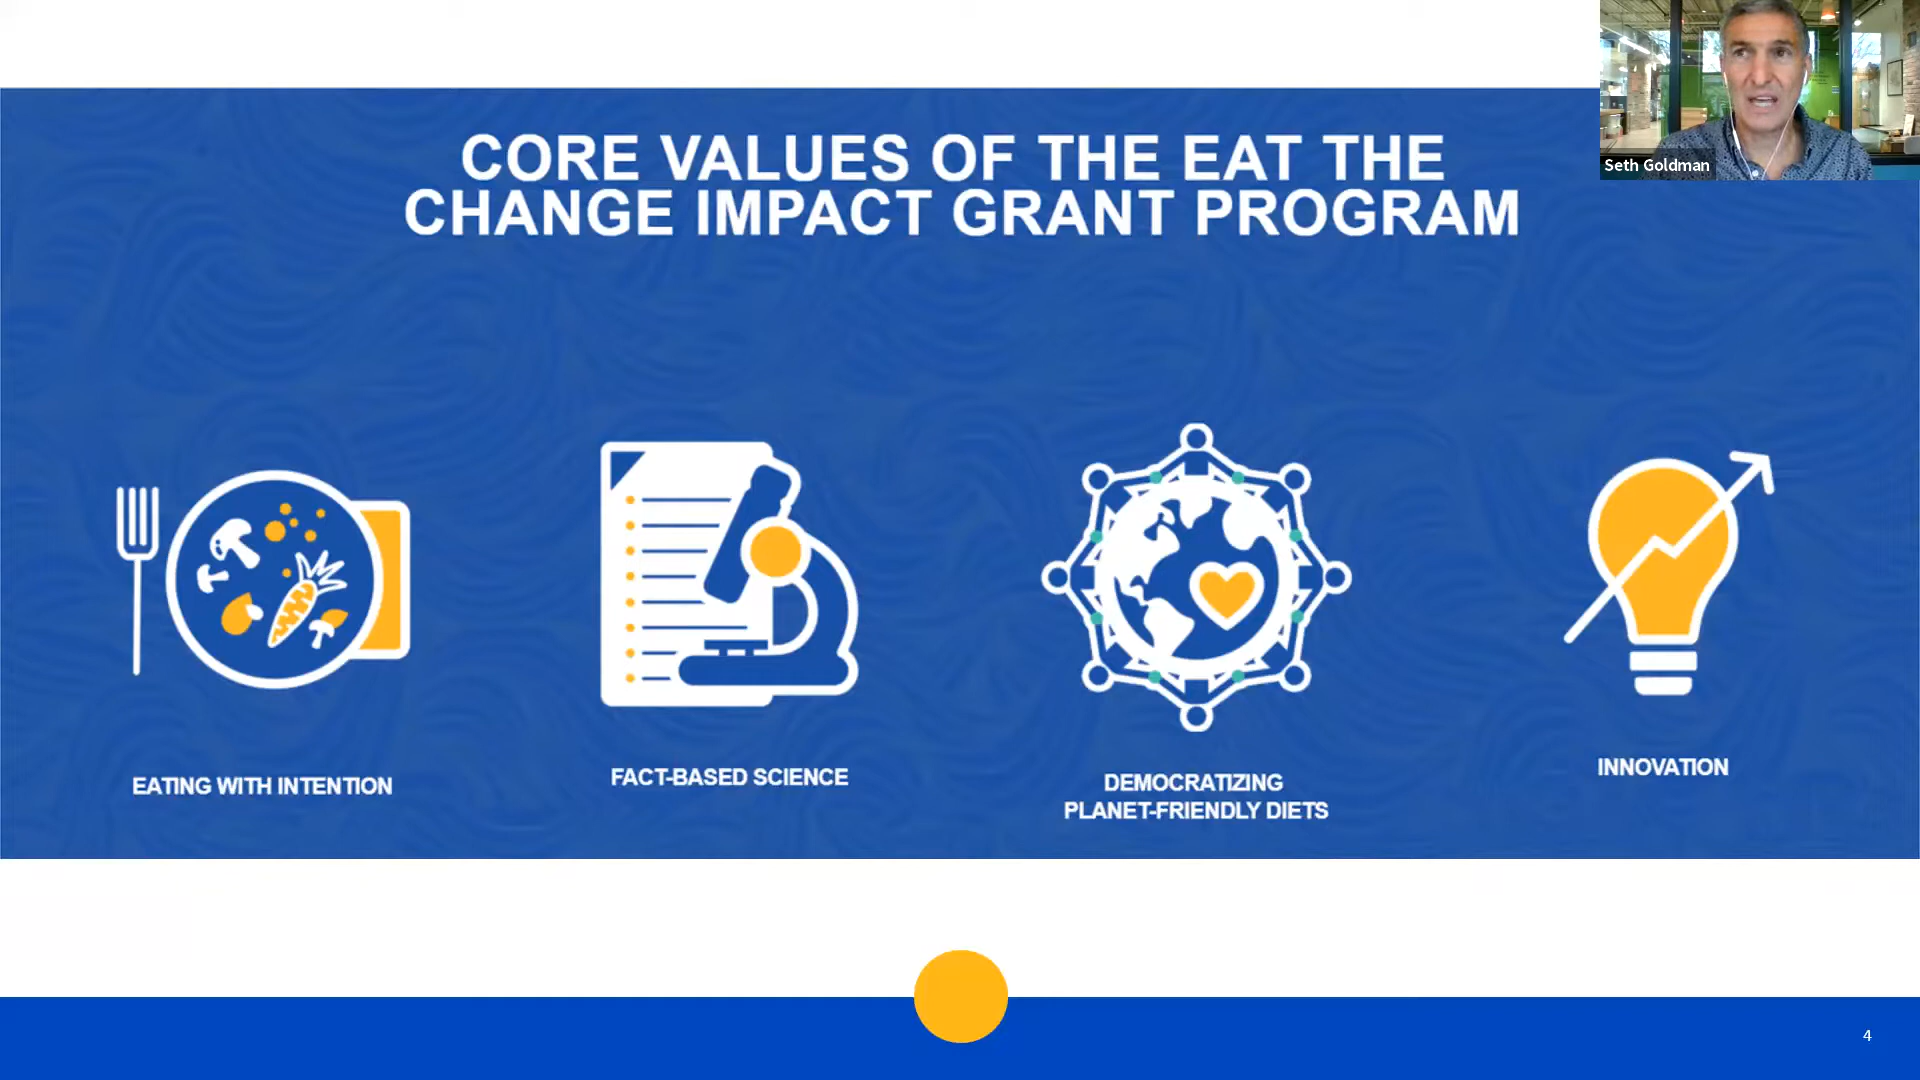 CORE VALUES OF THE EAT THE
CHANGE IMPACT GRANT PROGRAM
Seth Goldman
EATING WITH INTENTION
FACT-BASED SCIENCE
DEMOCRATIZING
PLANET-FRIENDLY DIETS
INNOVATION
4